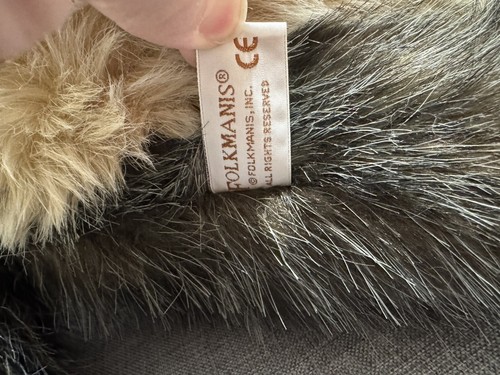 FOLKMANIS®
© FOLKMANIS, INC.
ALL RIGHTS RESERVED
CE